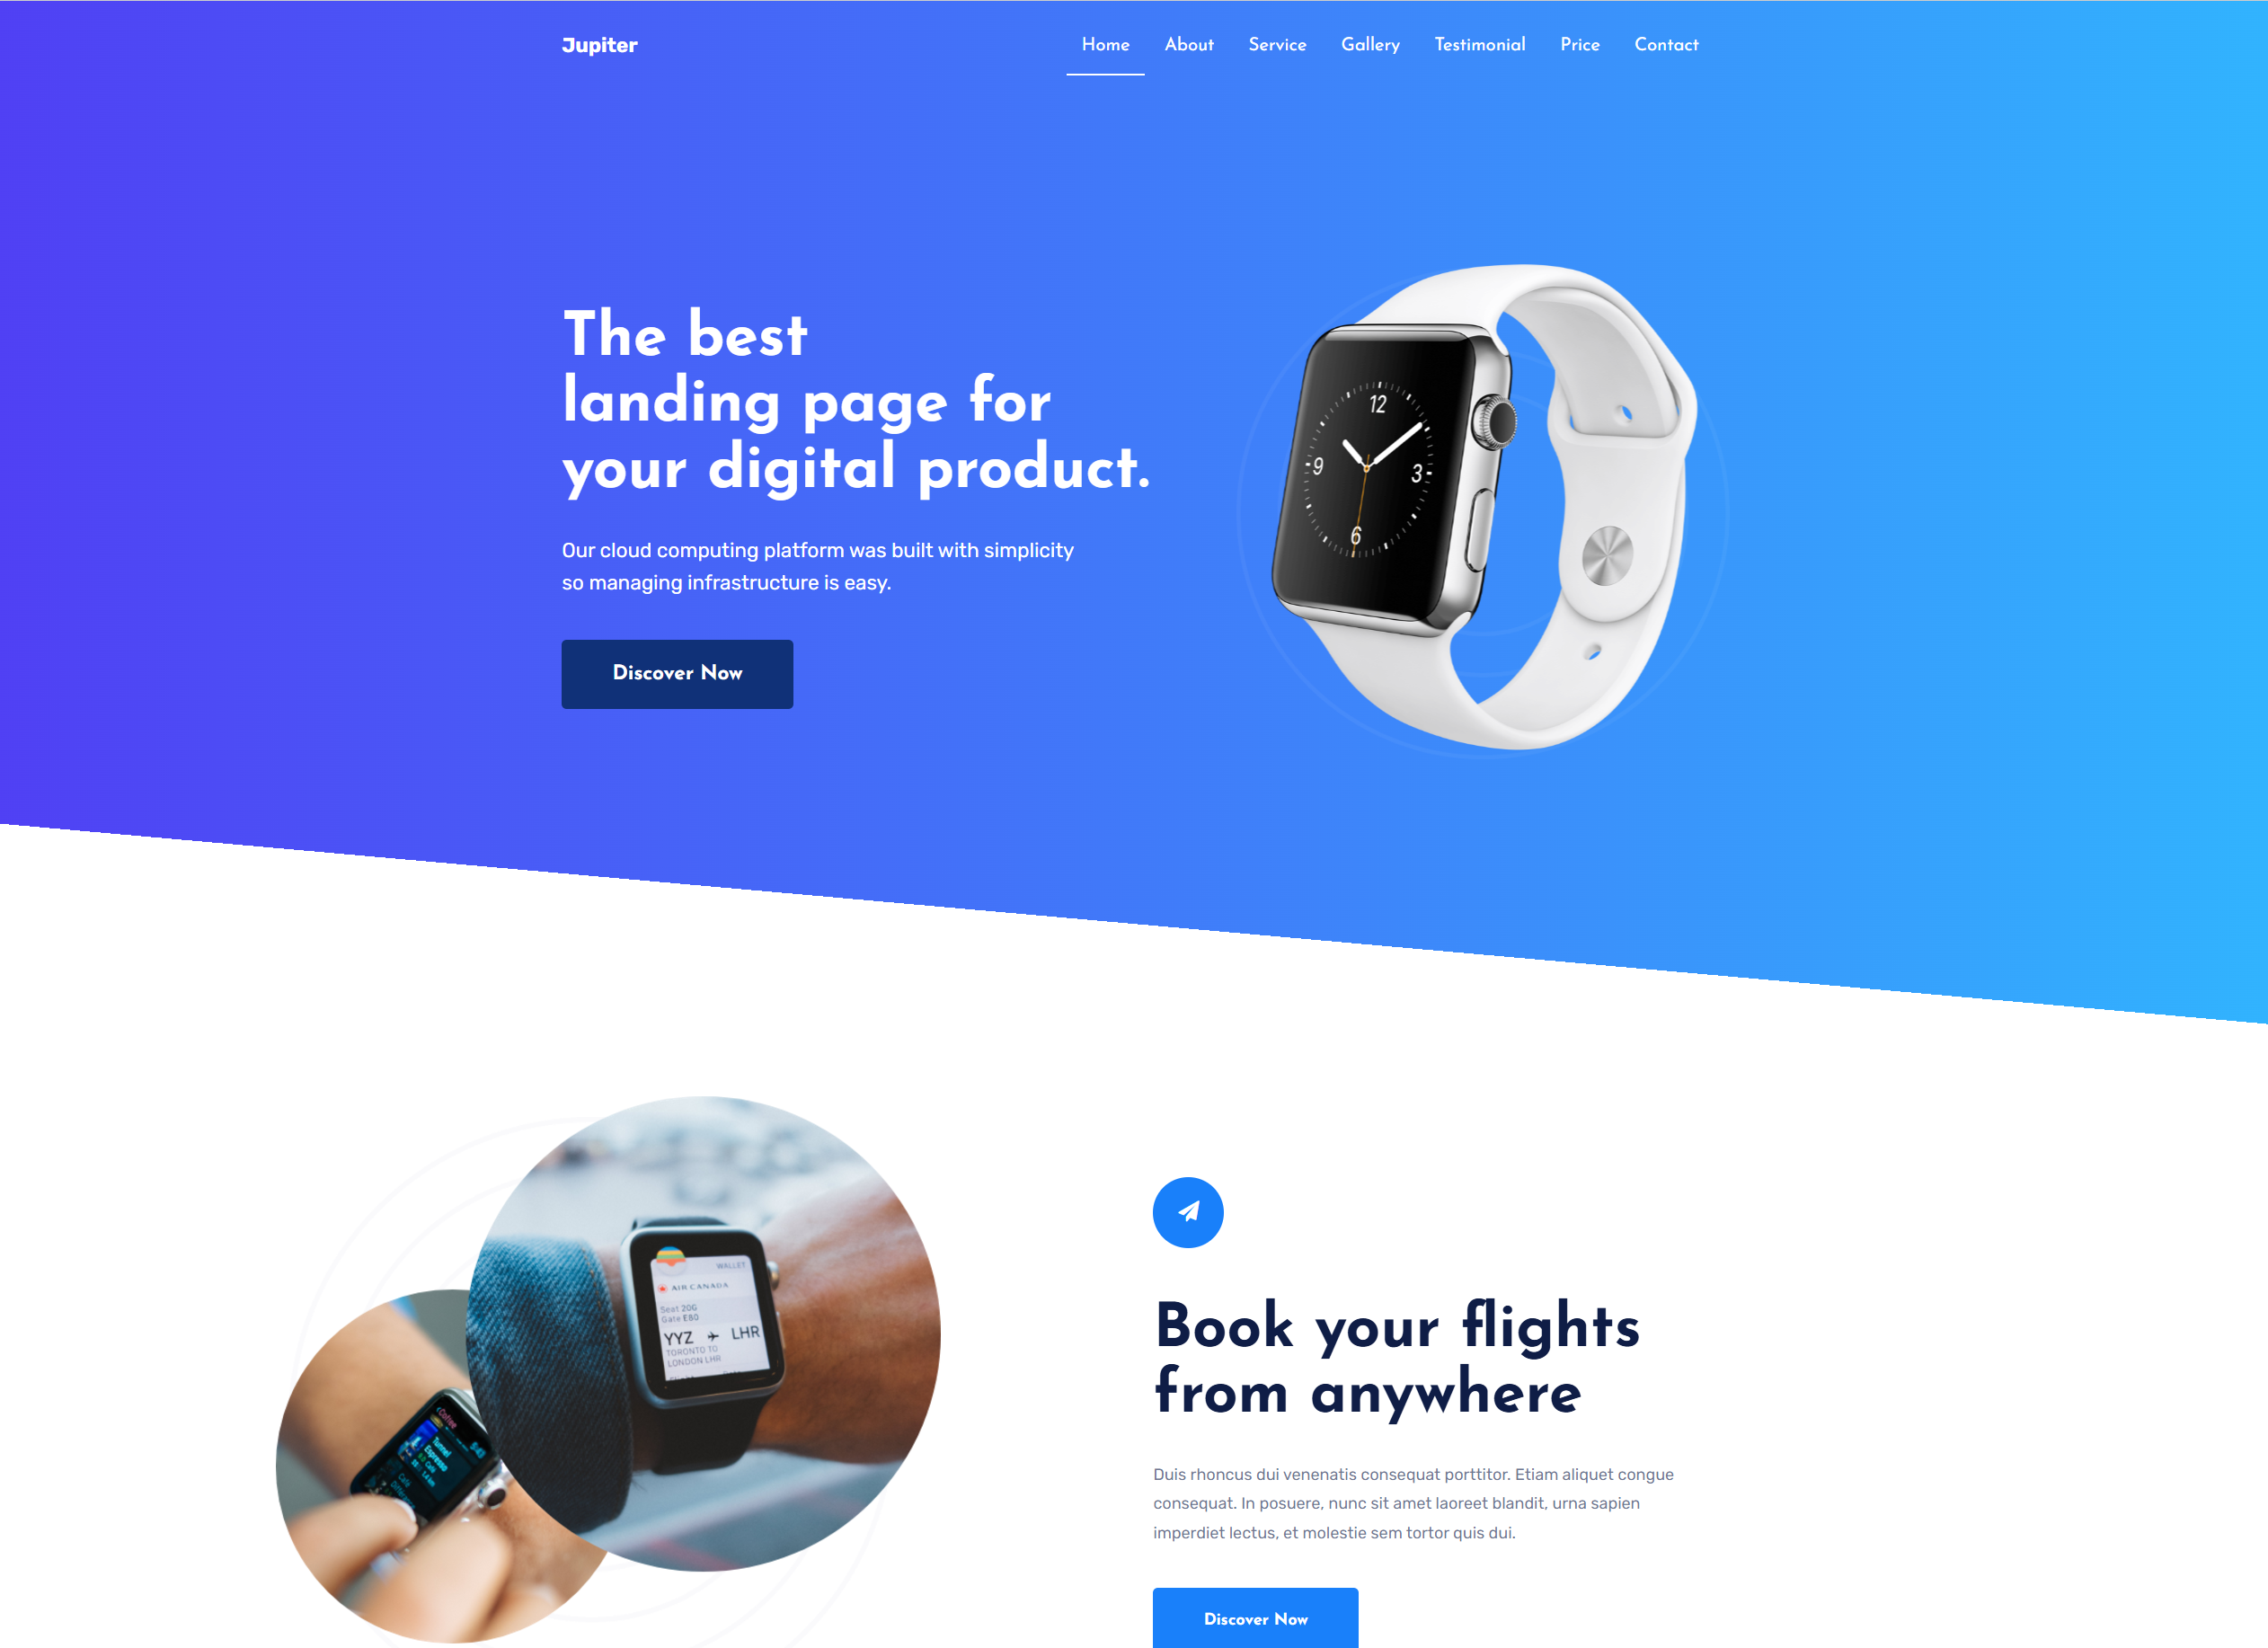 Jupiter
Home About Service Gallery Testimonial Price Contact
The best
landing page for
your digital product.
Our cloud computing platform was built with simplicity
so managing infrastructure is easy.
Discover Now
12
9
3
6
WALLET
AIR CANADA
Seat 20G
Gate E80
YYZ LHR
TORONTO TO
LONDON LHR
Coffee
Tunnel
Espresso
Book your flights
from anywhere
Duis rhoncus dui venenatis consequat porttitor. Etiam aliquet congue
consequat. In posuere, nunc sit amet laoreet blandit, urna sapien
imperdiet lectus, et molestie sem tortor quis dui.
Discover Now